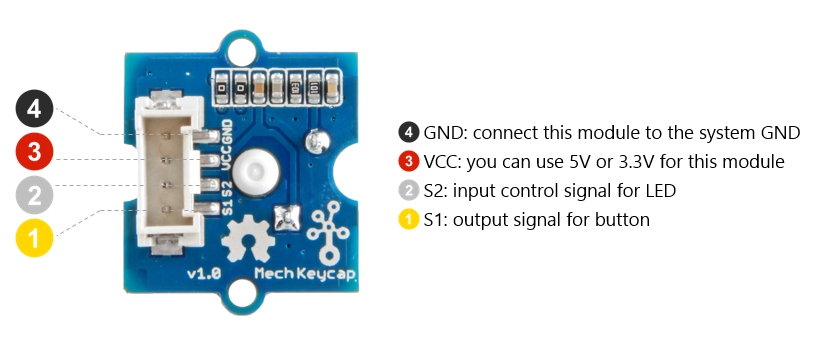 4
3
2
1
GND
VCC
S2
S1
v1.0
Mech Keycap
4 GND: connect this module to the system GND
3 VCC: you can use 5V or 3.3V for this module
2 S2: input control signal for LED
1 S1: output signal for button